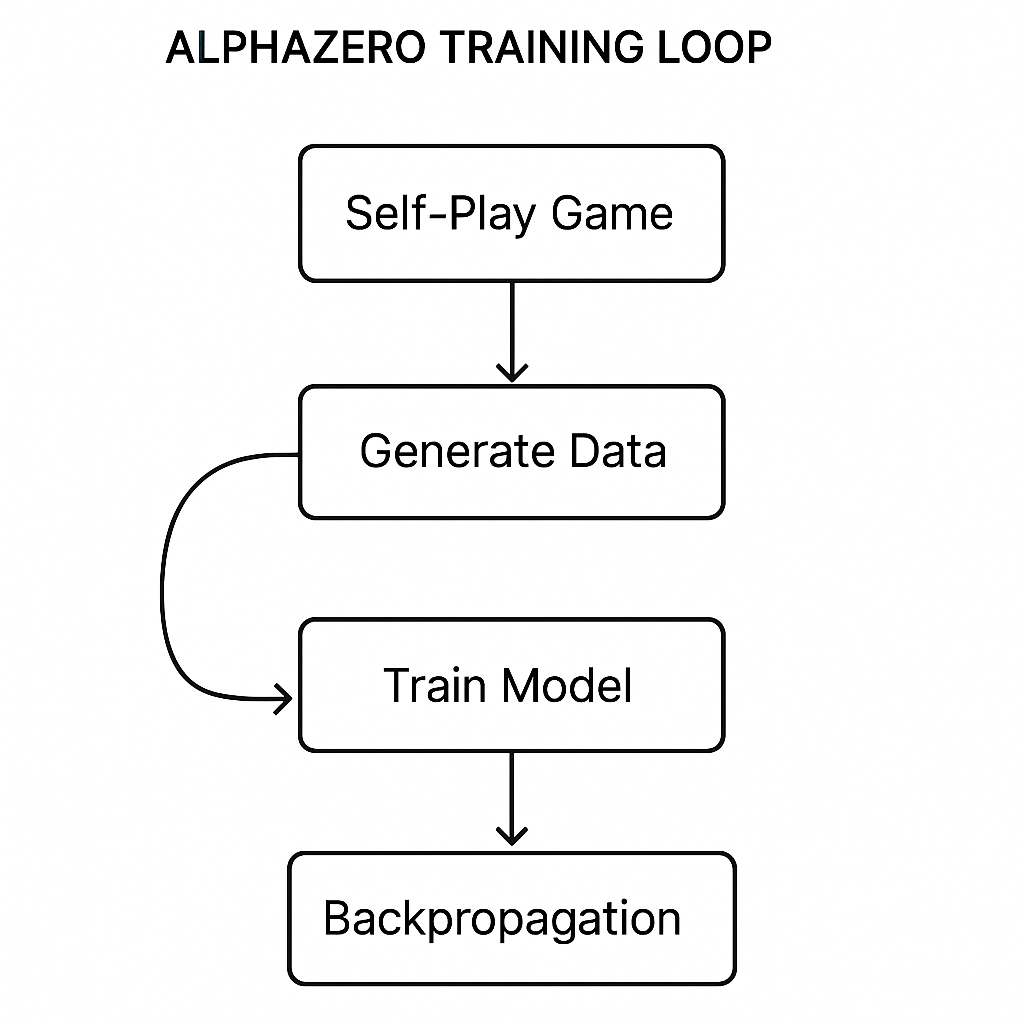 ALPHAZERO TRAINING LOOP
Self-Play Game
Generate Data
Train Model
Backpropagation